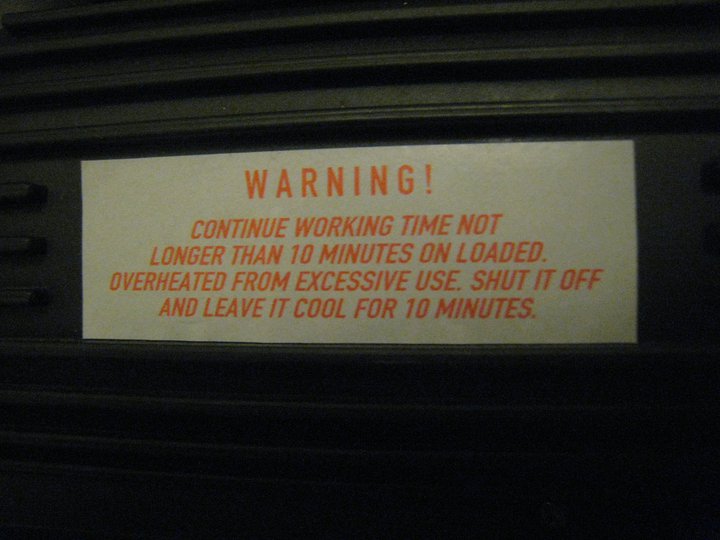 WARNING!
CONTINUE WORKING TIME NOT
LONGER THAN 10 MINUTES ON LOADED.
OVERHEATED FROM EXCESSIVE USE. SHUT IT OFF
AND LEAVE IT COOL FOR 10 MINUTES.